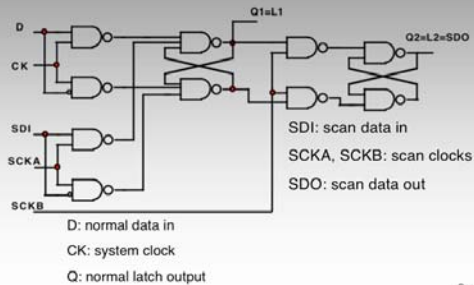 Q1=L1
D
Q2=L2=SDO
CK
SDI
SDI: scan data in
SCKA
SCKA, SCKB: scan clocks
SCKB
SDO: scan data out
D: normal data in
CK: system clock
Q: normal latch output